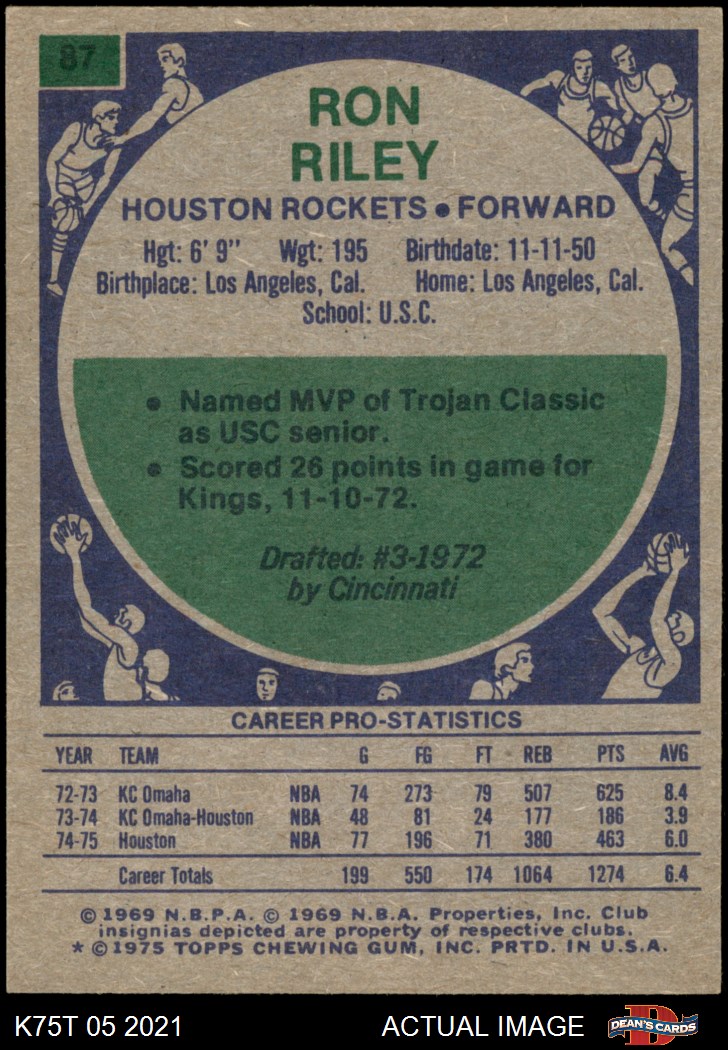 87
RON
RILEY
HOUSTON ROCKETS • FORWARD
Hgt: 6' 9" Wgt: 195 Birthdate: 11-11-50
Birthplace: Los Angeles, Cal. Home: Los Angeles, Cal.
School: U.S.C.
• Named MVP of Trojan Classic
as USC senior.
• Scored 26 points in game for
Kings, 11-10-72.
Drafted: #3-1972
by Cincinnati
CAREER PRO-STATISTICS
YEAR TEAM G FG FT REB PTS AVG
72-73 KC Omaha NBA 74 273 79 507 625 8.4
73-74 KC Omaha-Houston NBA 48 81 24 177 186 3.9
74-75 Houston NBA 77 196 71 380 463 6.0
Career Totals 199 550 174 1064 1274 6.4
© 1969 N.B.P.A. © 1969 N.B.A. Properties, Inc. Club
insignias depicted are property of respective clubs.
* © 1975 TOPPS CHEWING GUM, INC. PRTD. IN U.S.A.
K75T 05 2021 ACTUAL IMAGE DEAN'S CARDS